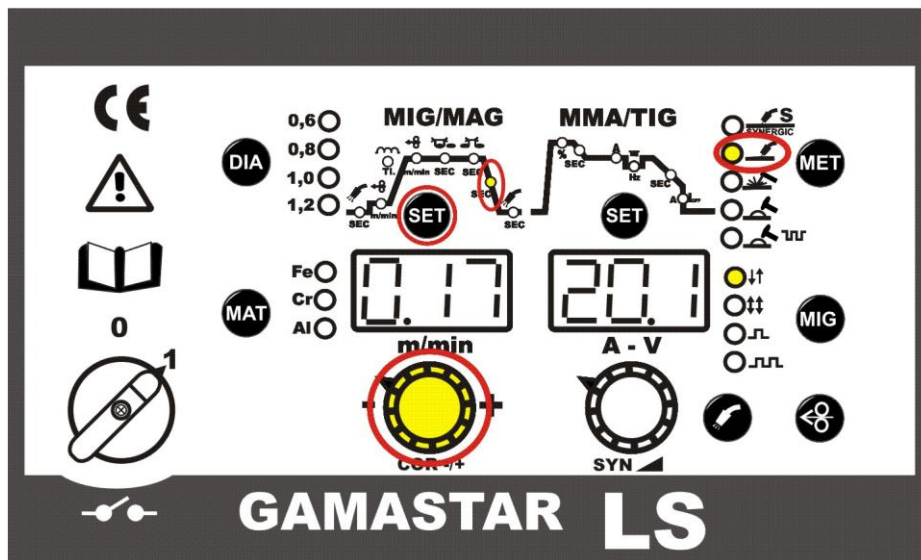 CE
MIG/MAG
MMA/TIG
S
SYNERGIC
0,6
0,8
1,0
1,2
DIA
MET
TI.
m/min
SEC
SEC
SEC
SEC
m/min
SEC
%
SEC
A
Hz
SEC
A
SET
SET
Fe
Cr
Al
MAT
0.17
20.1
MIG
m/min
A - V
0
1
- +
COR -/+
SYN
GAMASTAR LS